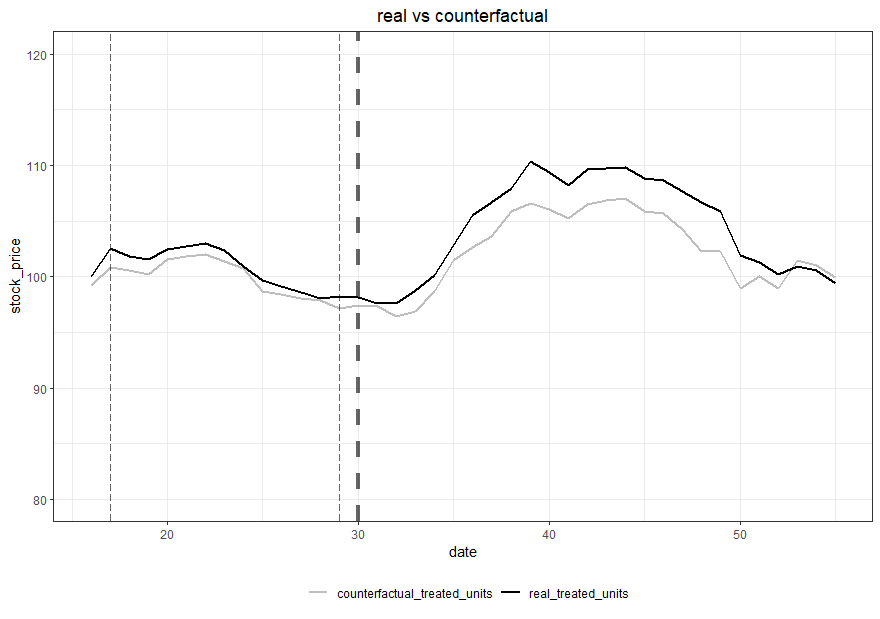 real vs counterfactual
120
110
100
90
80
stock_price
20 30 40 50
date
counterfactual_treated_units real_treated_units